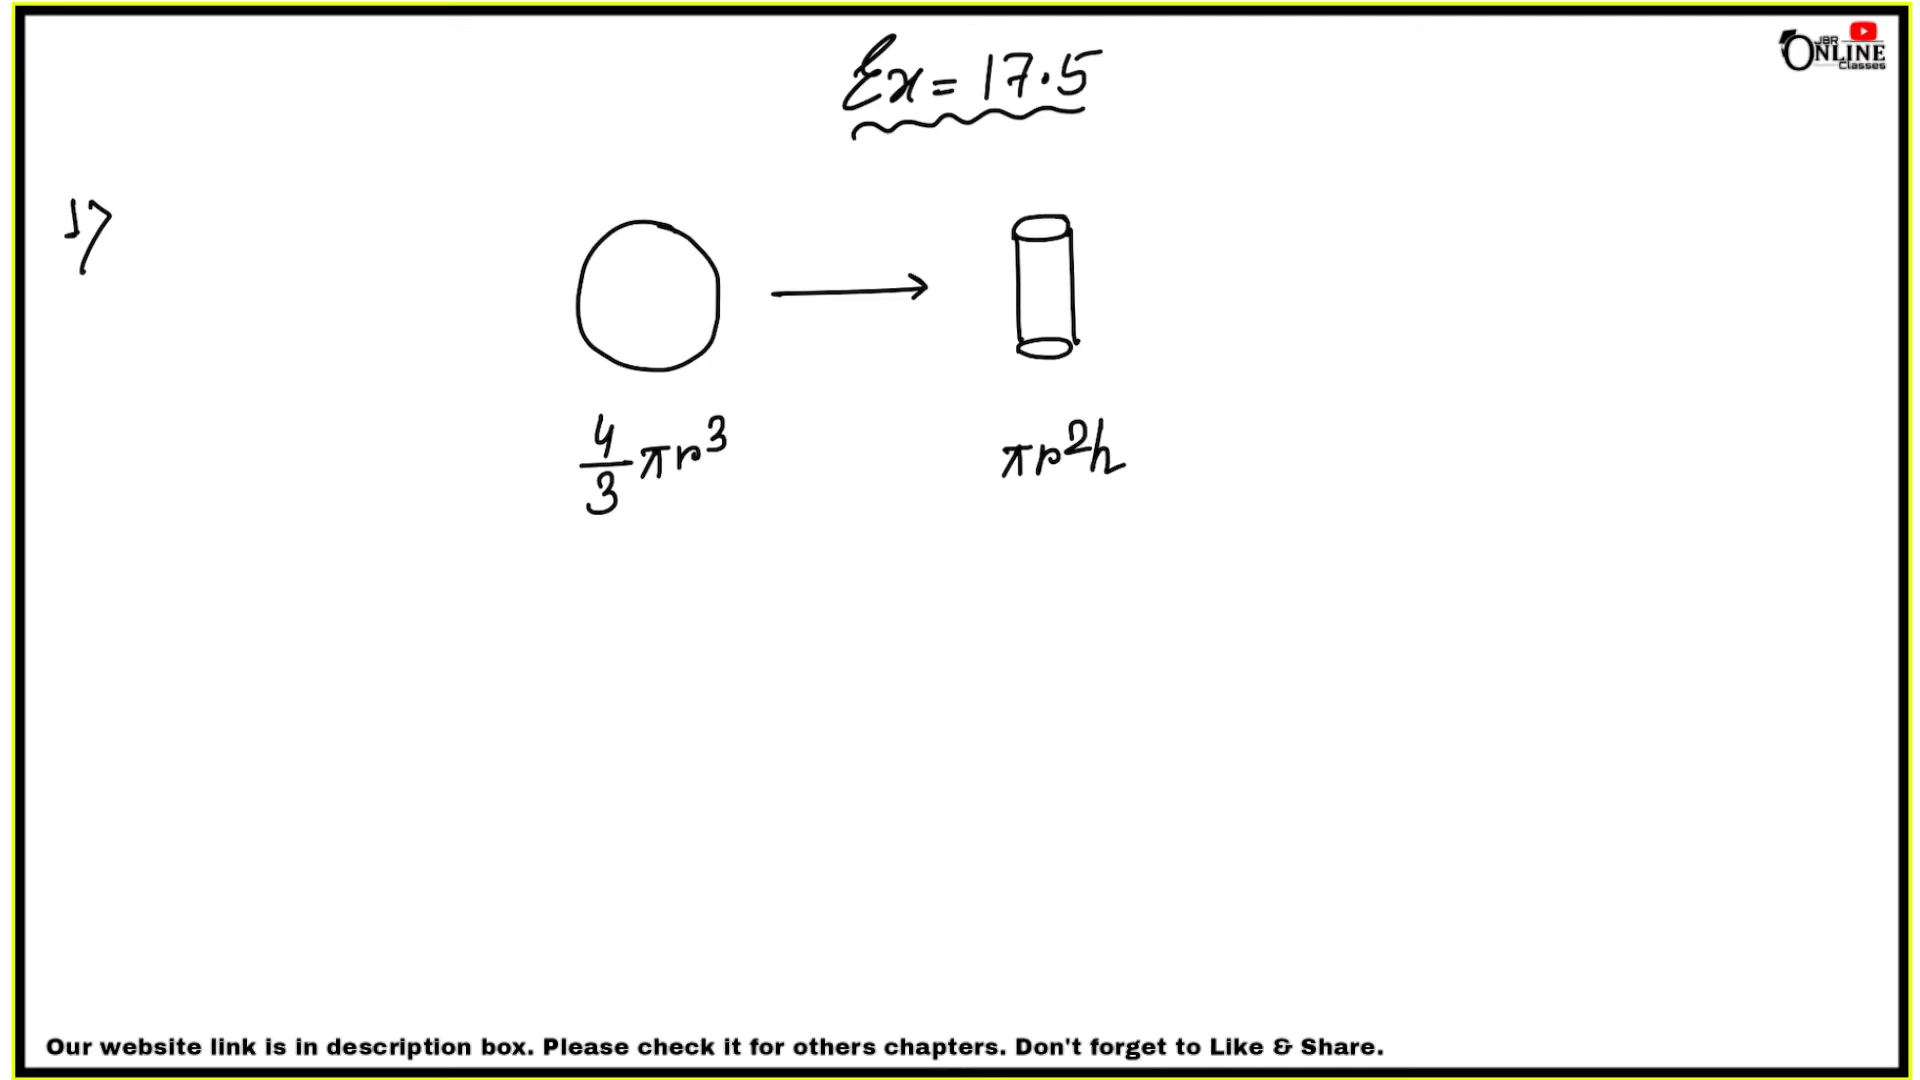 JBR
ONLINE
Classes
Ex = 17.5
1)
4/3 πr³
πr²h
Our website link is in description box. Please check it for others chapters. Don't forget to Like & Share.